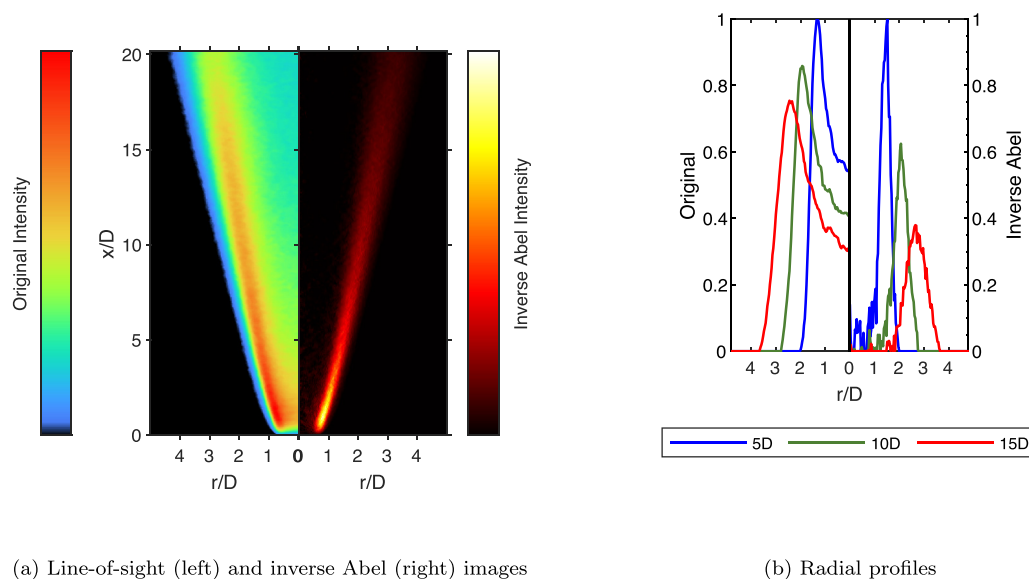 Original Intensity
x/D
20
15
10
5
0
4 3 2 1 0 1 2 3 4
r/D r/D
Inverse Abel Intensity
Original
1
0.8
0.6
0.4
0.2
0
4 3 2 1 0 1 2 3 4
r/D
1
0.8
0.6
0.4
0.2
0
Inverse Abel
5D 10D 15D
(a) Line-of-sight (left) and inverse Abel (right) images
(b) Radial profiles